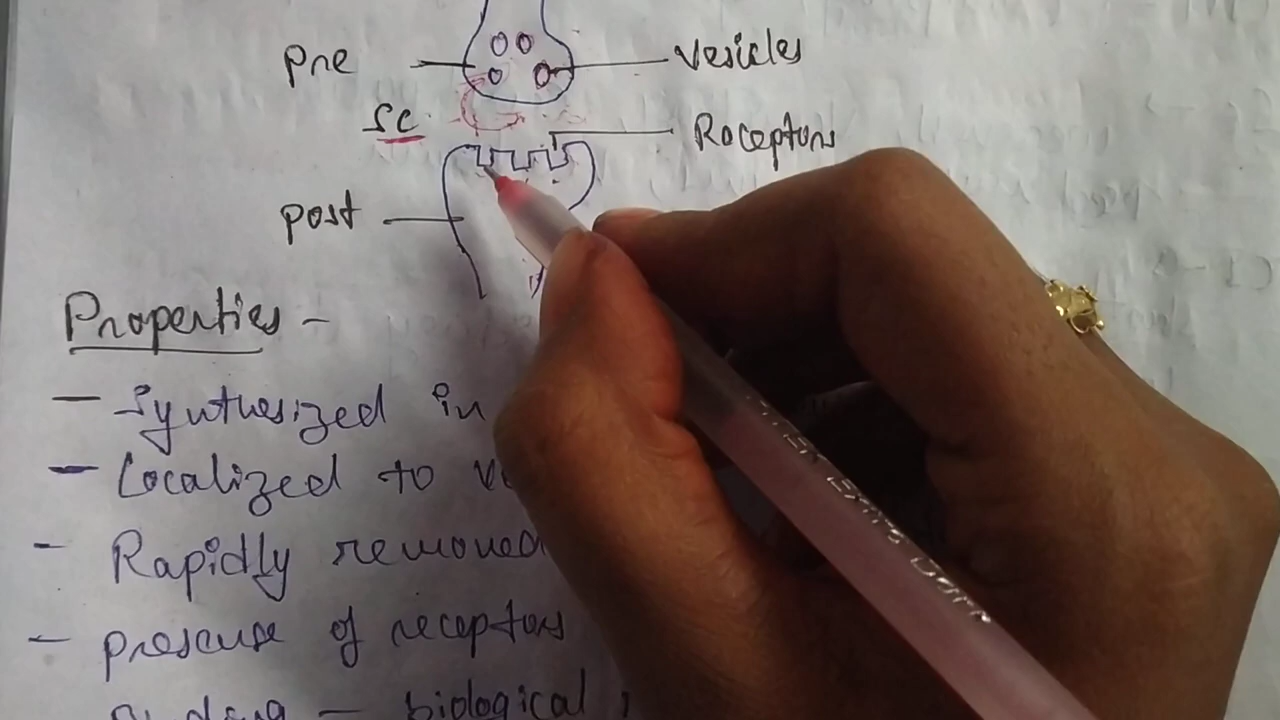 Pre
Vesicles
SC
Receptors
post
Properties -
- Synthesized in
- Localized to
- Rapidly removed
- presence of receptors
- biological